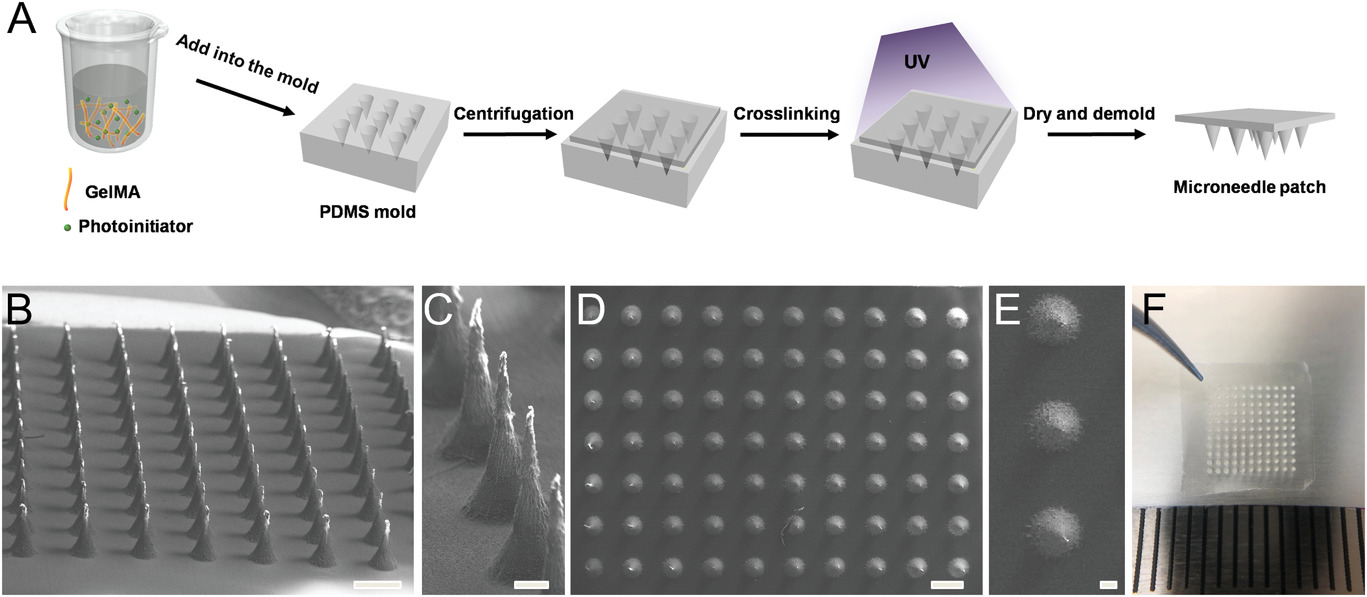 A
Add into the mold
Centrifugation
Crosslinking
UV
Dry and demold
GelMA
Photoinitiator
PDMS mold
Microneedle patch
B
C
D
E
F